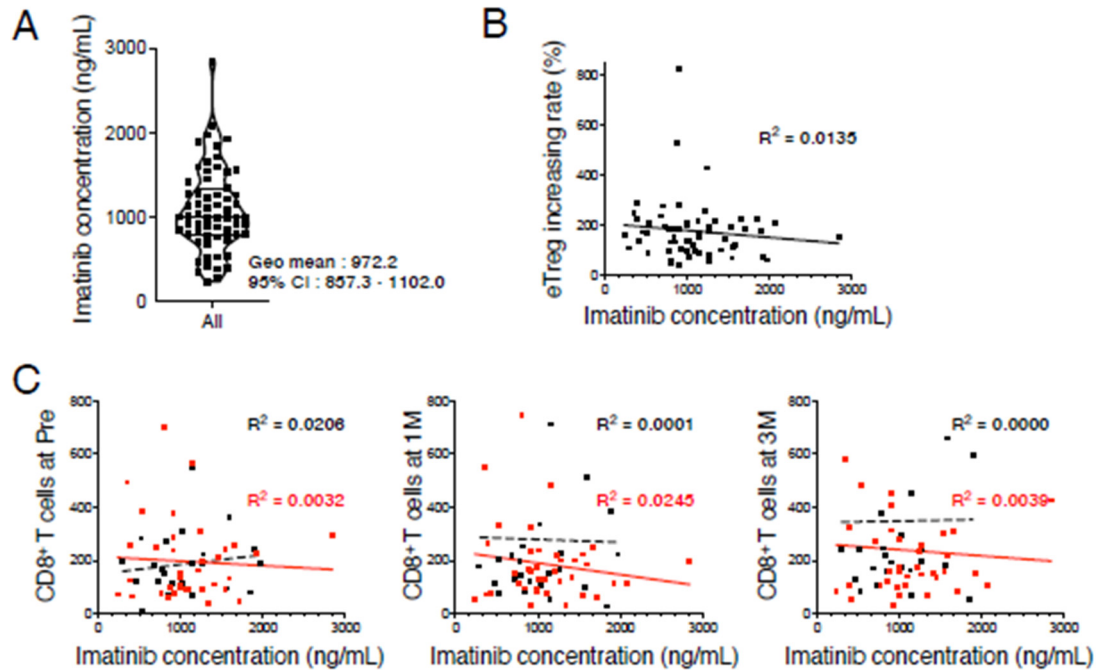 A
Imatinib concentration (ng/mL)
3000
2000
1000
0
Geo mean : 972.2
95% CI : 857.3 - 1102.0
All
B
eTreg increasing rate (%)
800
600
400
200
0
R² = 0.0135
0 1000 2000 3000
Imatinib concentration (ng/mL)
C
CD8⁺ T cells at Pre
800
600
400
200
0
R² = 0.0206
R² = 0.0032
0 1000 2000 3000
Imatinib concentration (ng/mL)
CD8⁺ T cells at 1M
800
600
400
200
0
R² = 0.0001
R² = 0.0245
0 1000 2000 3000
Imatinib concentration (ng/mL)
CD8⁺ T cells at 3M
800
600
400
200
0
R² = 0.0000
R² = 0.0039
0 1000 2000 3000
Imatinib concentration (ng/mL)